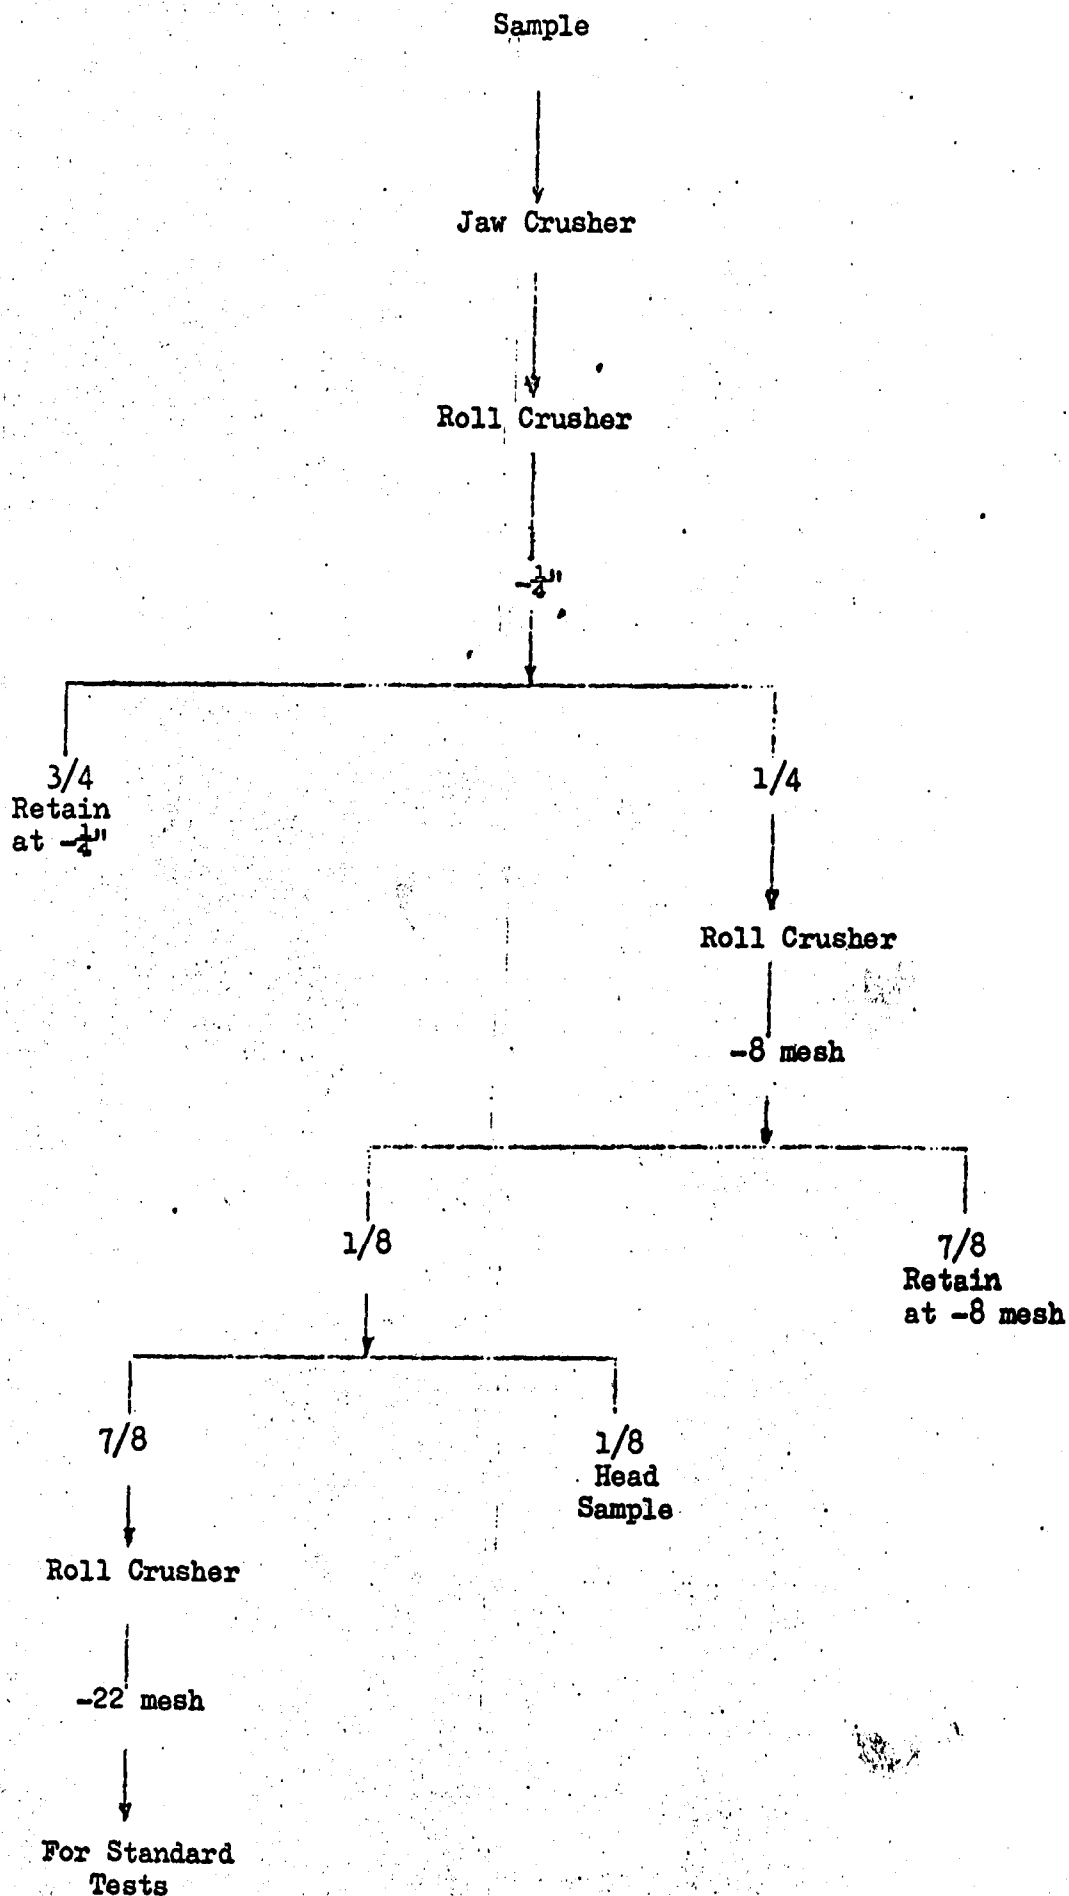 Sample
Jaw Crusher
Roll Crusher
-1/4"
3/4
Retain
at -1/4"
1/4
Roll Crusher
-8 mesh
1/8
7/8
Retain
at -8 mesh
7/8
1/8
Head
Sample
Roll Crusher
-22 mesh
For Standard
Tests